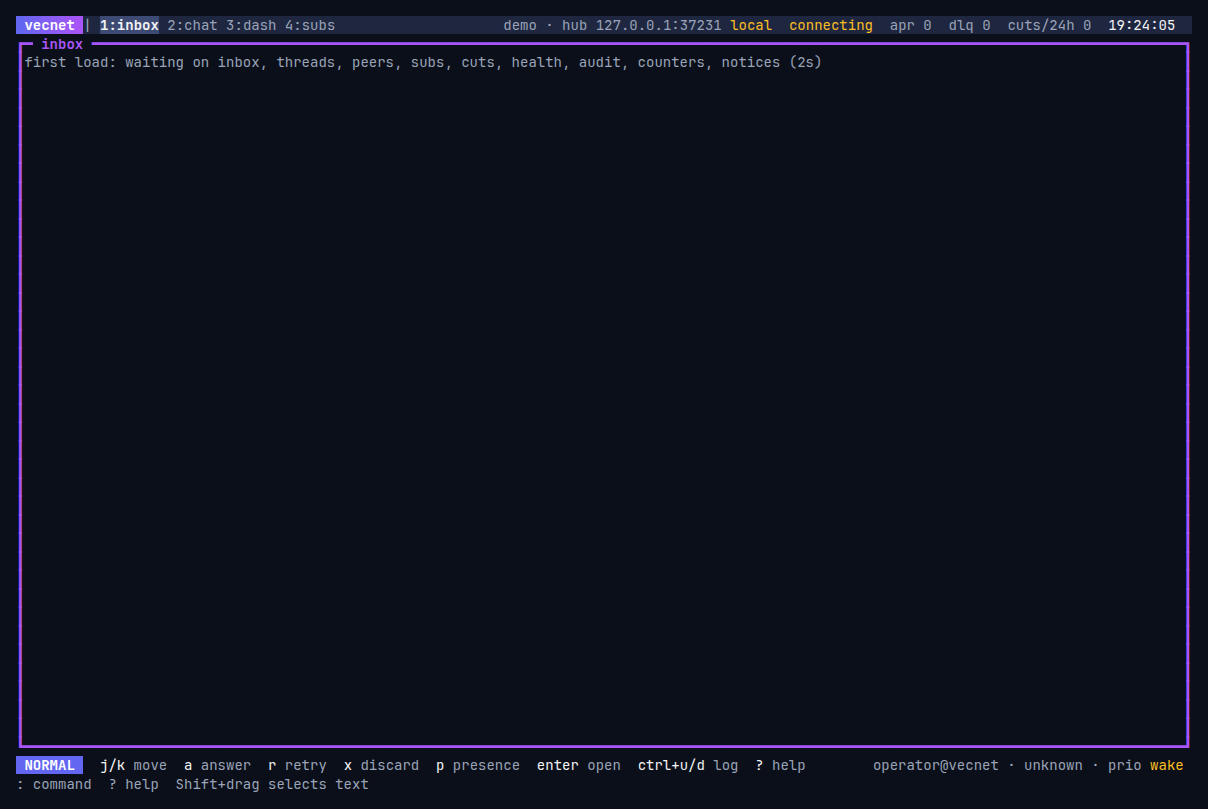 vecnet | 1:inbox 2:chat 3:dash 4:subs demo · hub 127.0.0.1:37231 local connecting apr 0 dlq 0 cuts/24h 0 19:24:05
inbox
first load: waiting on inbox, threads, peers, subs, cuts, health, audit, counters, notices (2s)
NORMAL j/k move a answer r retry x discard p presence enter open ctrl+u/d log ? help operator@vecnet · unknown · prio wake
: command ? help Shift+drag selects text